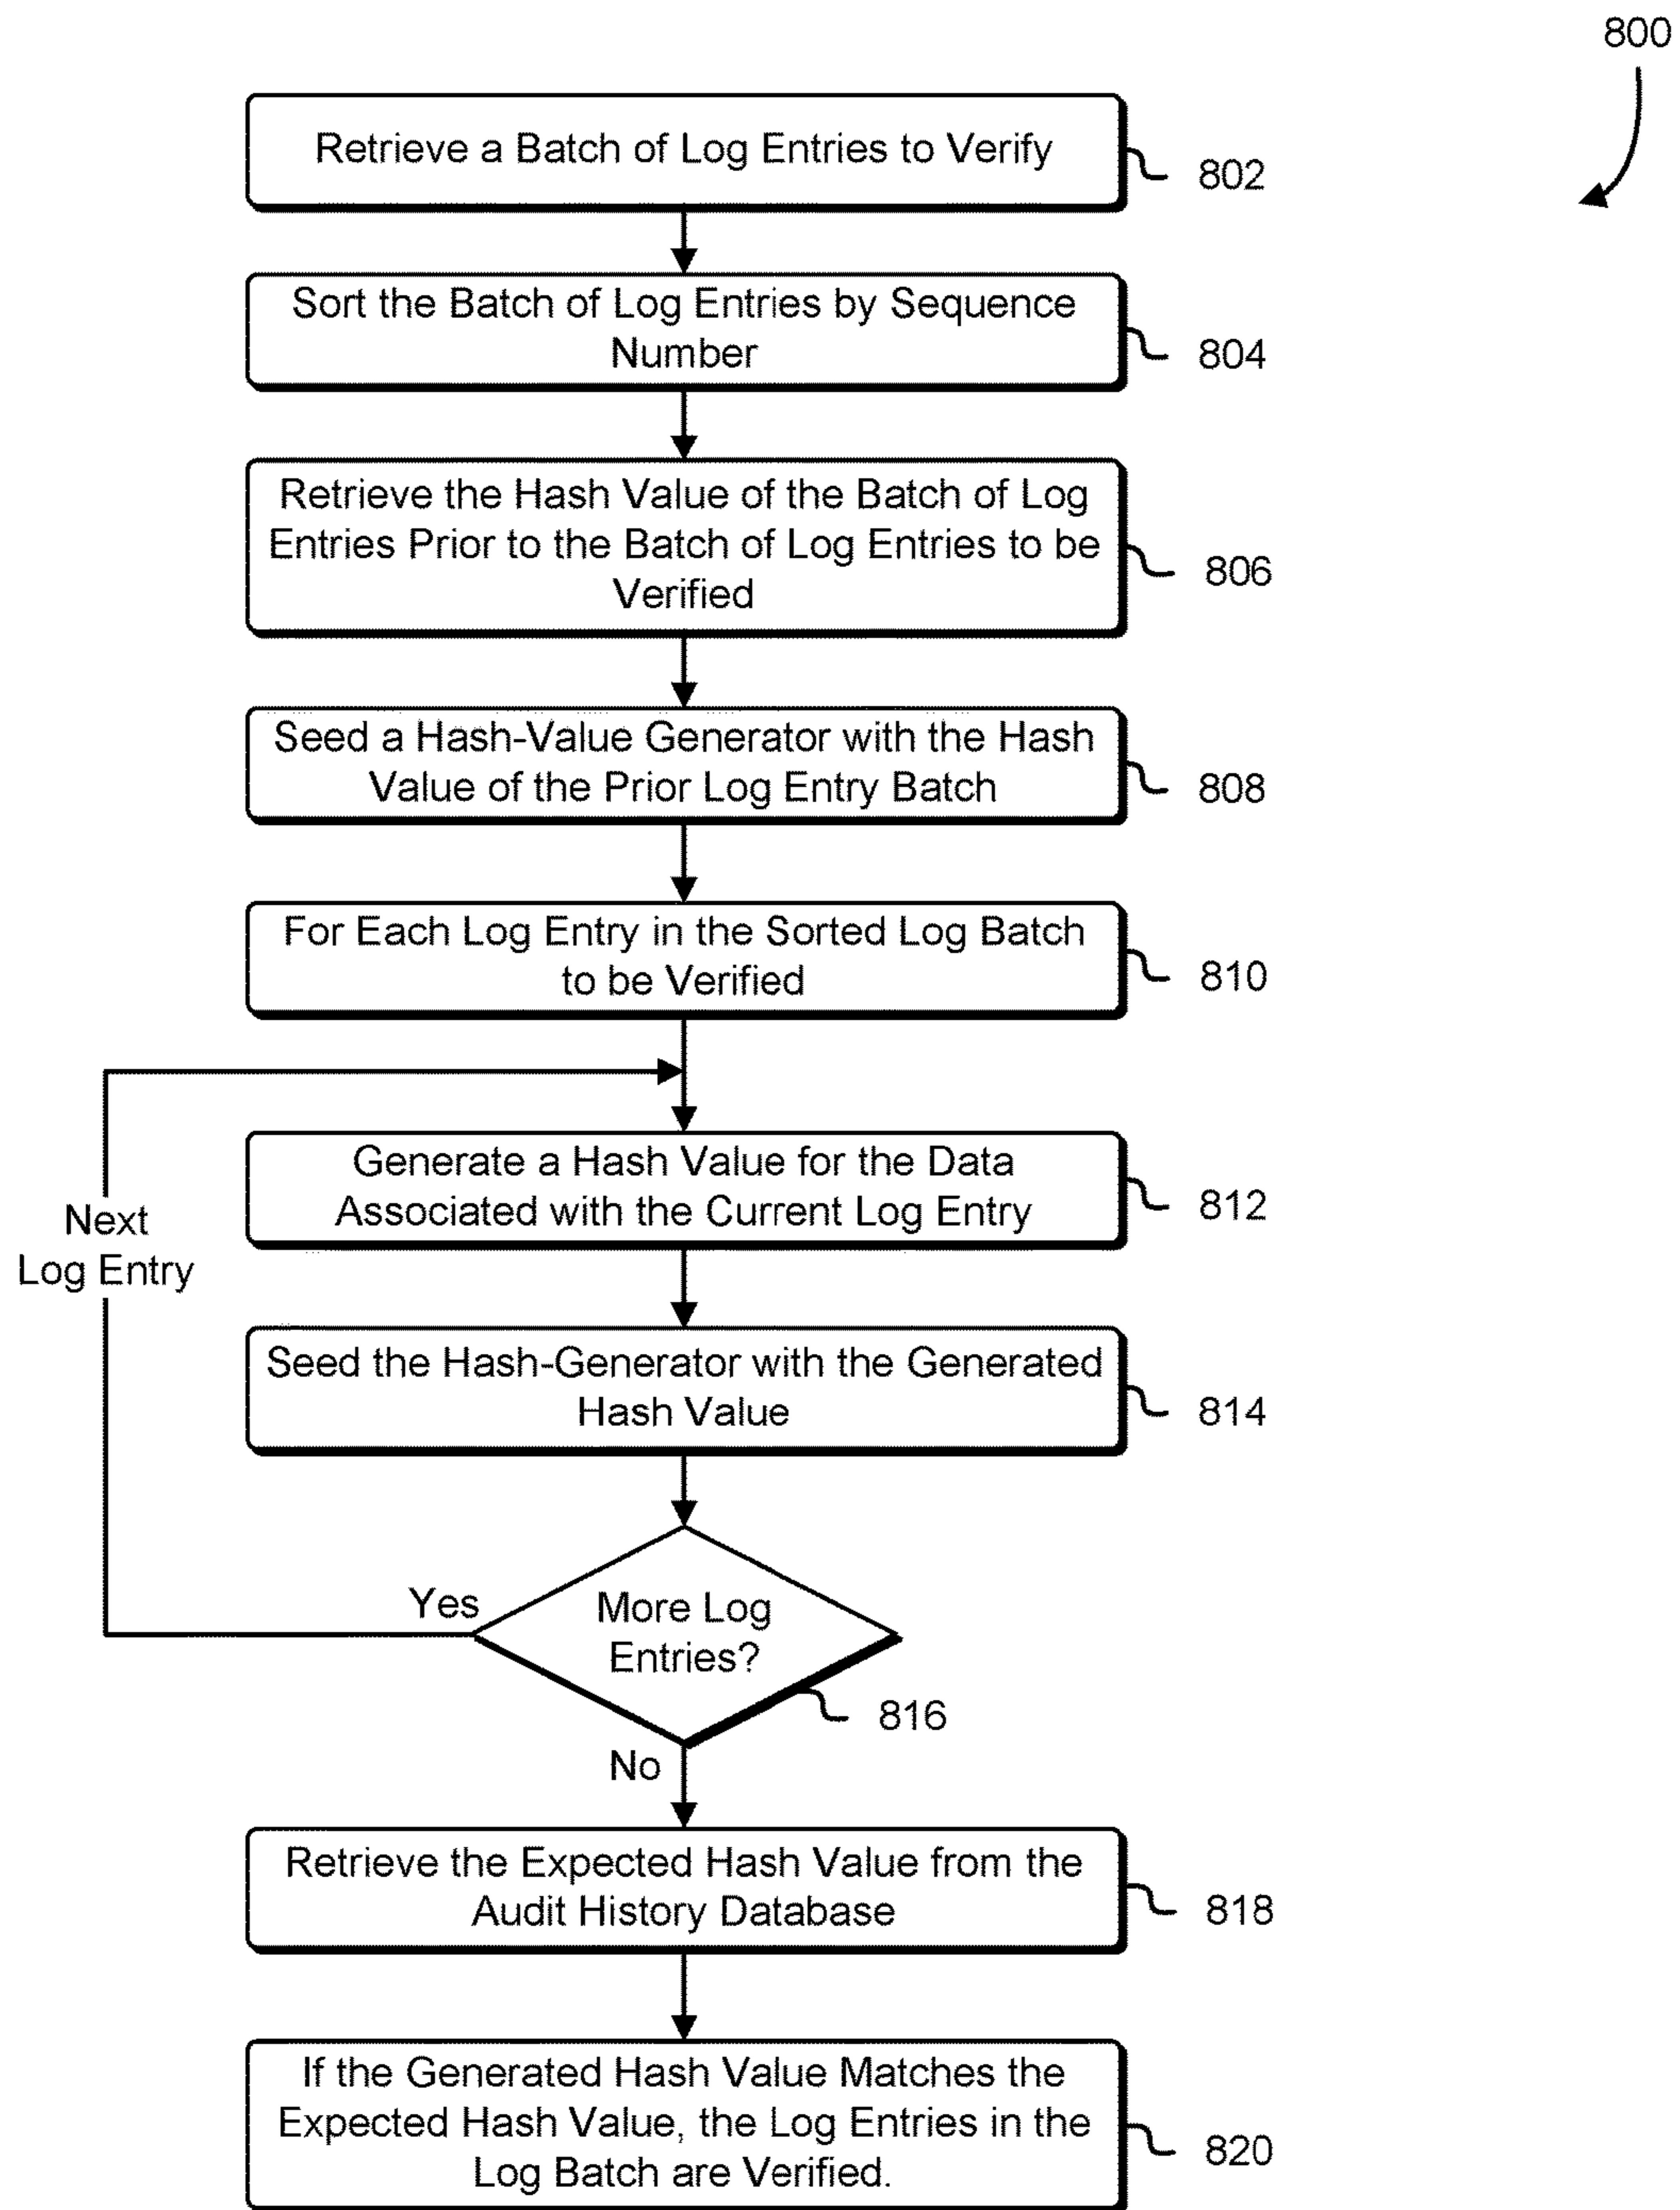 800
Retrieve a Batch of Log Entries to Verify
802
Sort the Batch of Log Entries by Sequence
Number
804
Retrieve the Hash Value of the Batch of Log
Entries Prior to the Batch of Log Entries to be
Verified
806
Seed a Hash-Value Generator with the Hash
Value of the Prior Log Entry Batch
808
For Each Log Entry in the Sorted Log Batch
to be Verified
810
Generate a Hash Value for the Data
Associated with the Current Log Entry
812
Next
Log Entry
Seed the Hash-Generator with the Generated
Hash Value
814
Yes
More Log
Entries?
816
No
Retrieve the Expected Hash Value from the
Audit History Database
818
If the Generated Hash Value Matches the
Expected Hash Value, the Log Entries in the
Log Batch are Verified.
820